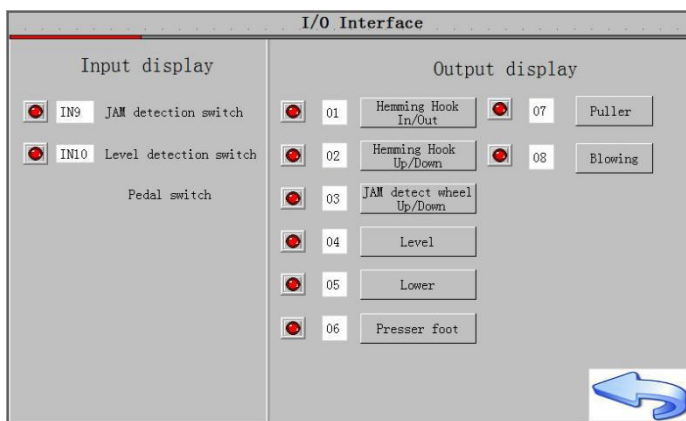 I/O Interface
Input display
IN9 JAM detection switch
IN10 Level detection switch
Pedal switch
Output display
01 Hemming Hook
In/Out
02 Hemming Hook
Up/Down
03 JAM detect wheel
Up/Down
04 Level
05 Lower
06 Presser foot
07 Puller
08 Blowing